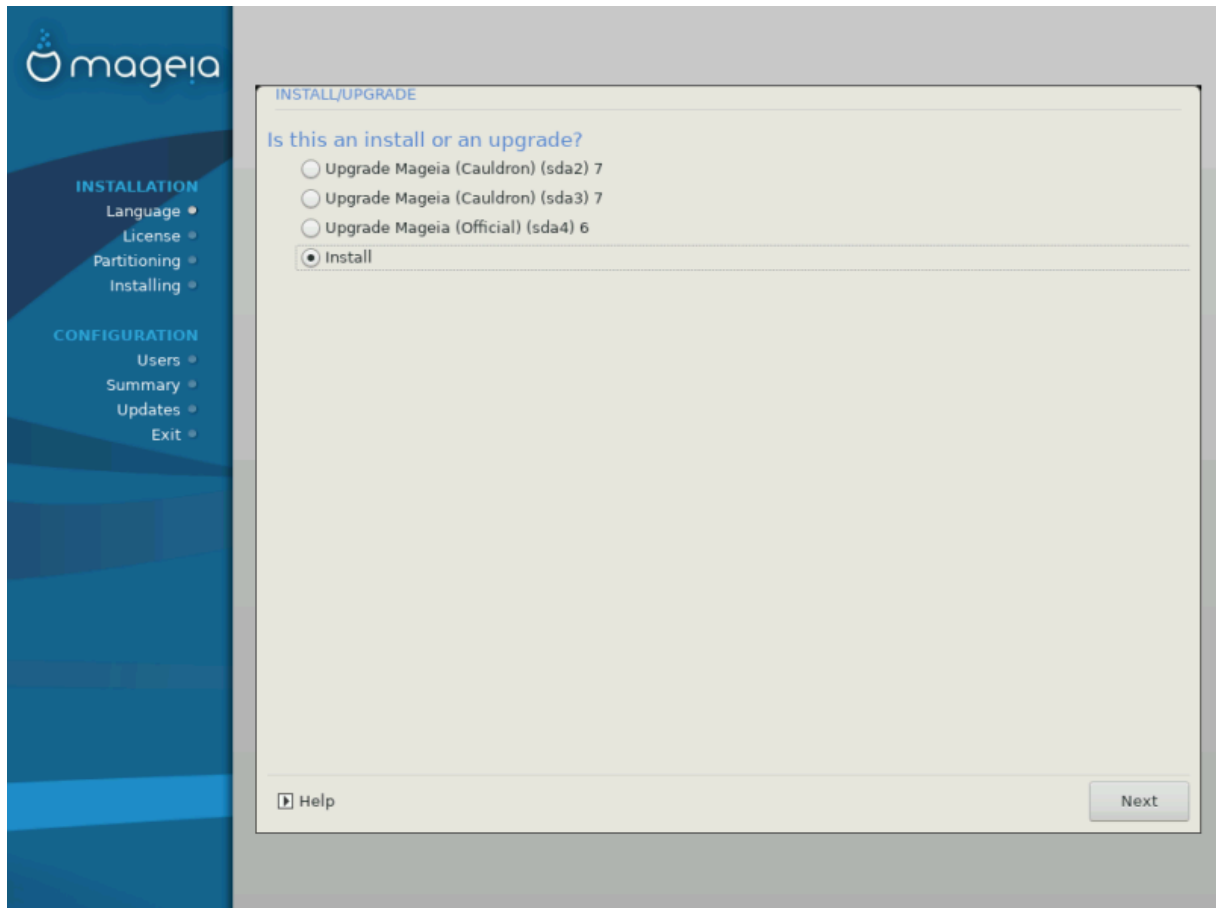 mageia
INSTALLATION
Language
License
Partitioning
Installing
CONFIGURATION
Users
Summary
Updates
Exit
INSTALL/UPGRADE
Is this an install or an upgrade?
Upgrade Mageia (Cauldron) (sda2) 7
Upgrade Mageia (Cauldron) (sda3) 7
Upgrade Mageia (Official) (sda4) 6
Install
Help
Next